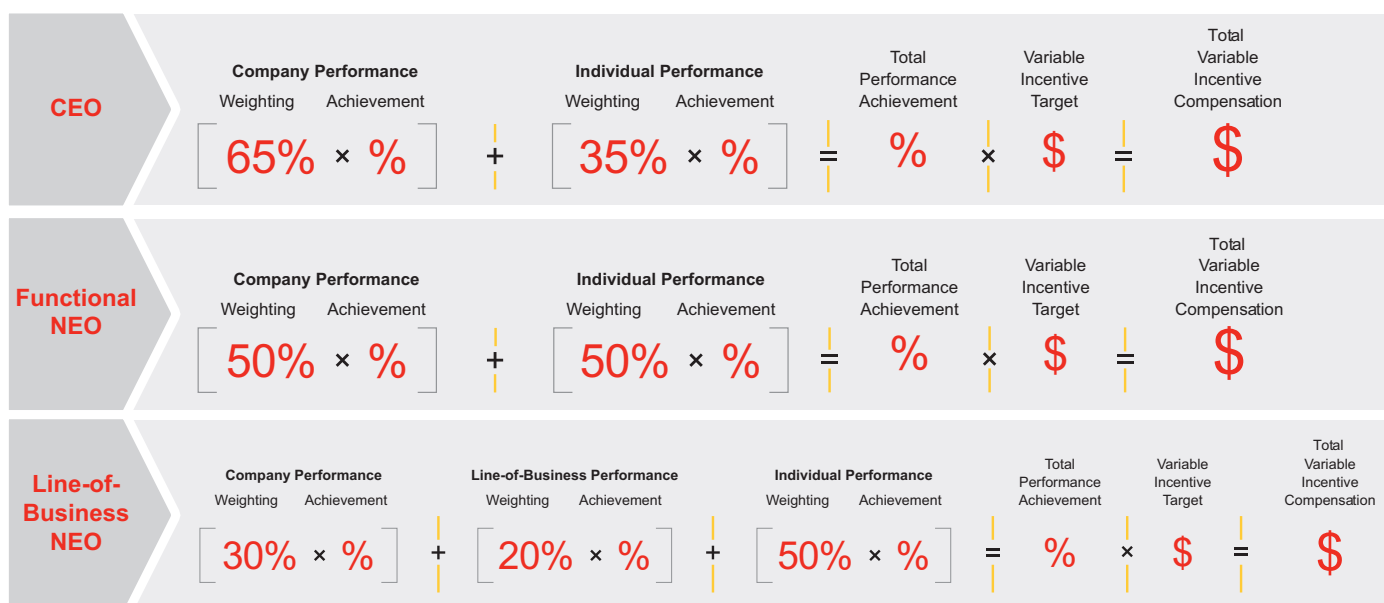 CEO
Company Performance
Weighting Achievement
[65% × %]
+
Individual Performance
Weighting Achievement
[35% × %]
=
Total
Performance
Achievement
%
×
Variable
Incentive
Target
$
=
Total
Variable
Incentive
Compensation
$
Functional
NEO
Company Performance
Weighting Achievement
[50% × %]
+
Individual Performance
Weighting Achievement
[50% × %]
=
Total
Performance
Achievement
%
×
Variable
Incentive
Target
$
=
Total
Variable
Incentive
Compensation
$
Line-of-
Business
NEO
Company Performance
Weighting Achievement
[30% × %]
+
Line-of-Business Performance
Weighting Achievement
[20% × %]
+
Individual Performance
Weighting Achievement
[50% × %]
=
Total
Performance
Achievement
%
×
Variable
Incentive
Target
$
=
Total
Variable
Incentive
Compensation
$